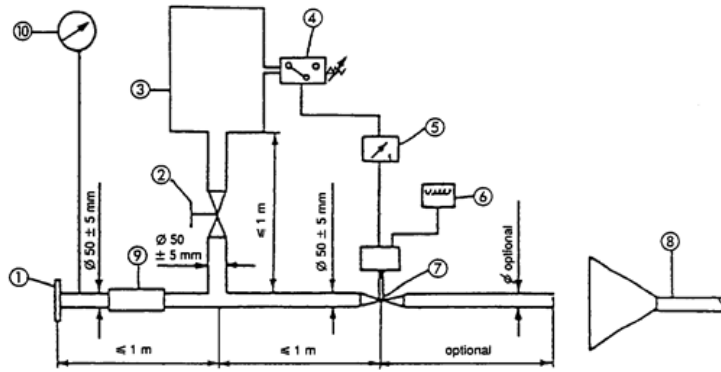 ⑩
④
③
⑤
②
⑥
Ø 50 ± 5 mm
Ø 50
± 5 mm
≤ 1 m
Ø 50 ± 5 mm
①
⑨
⑦
Ø optional
⑧
≤ 1 m
≤ 1 m
optional